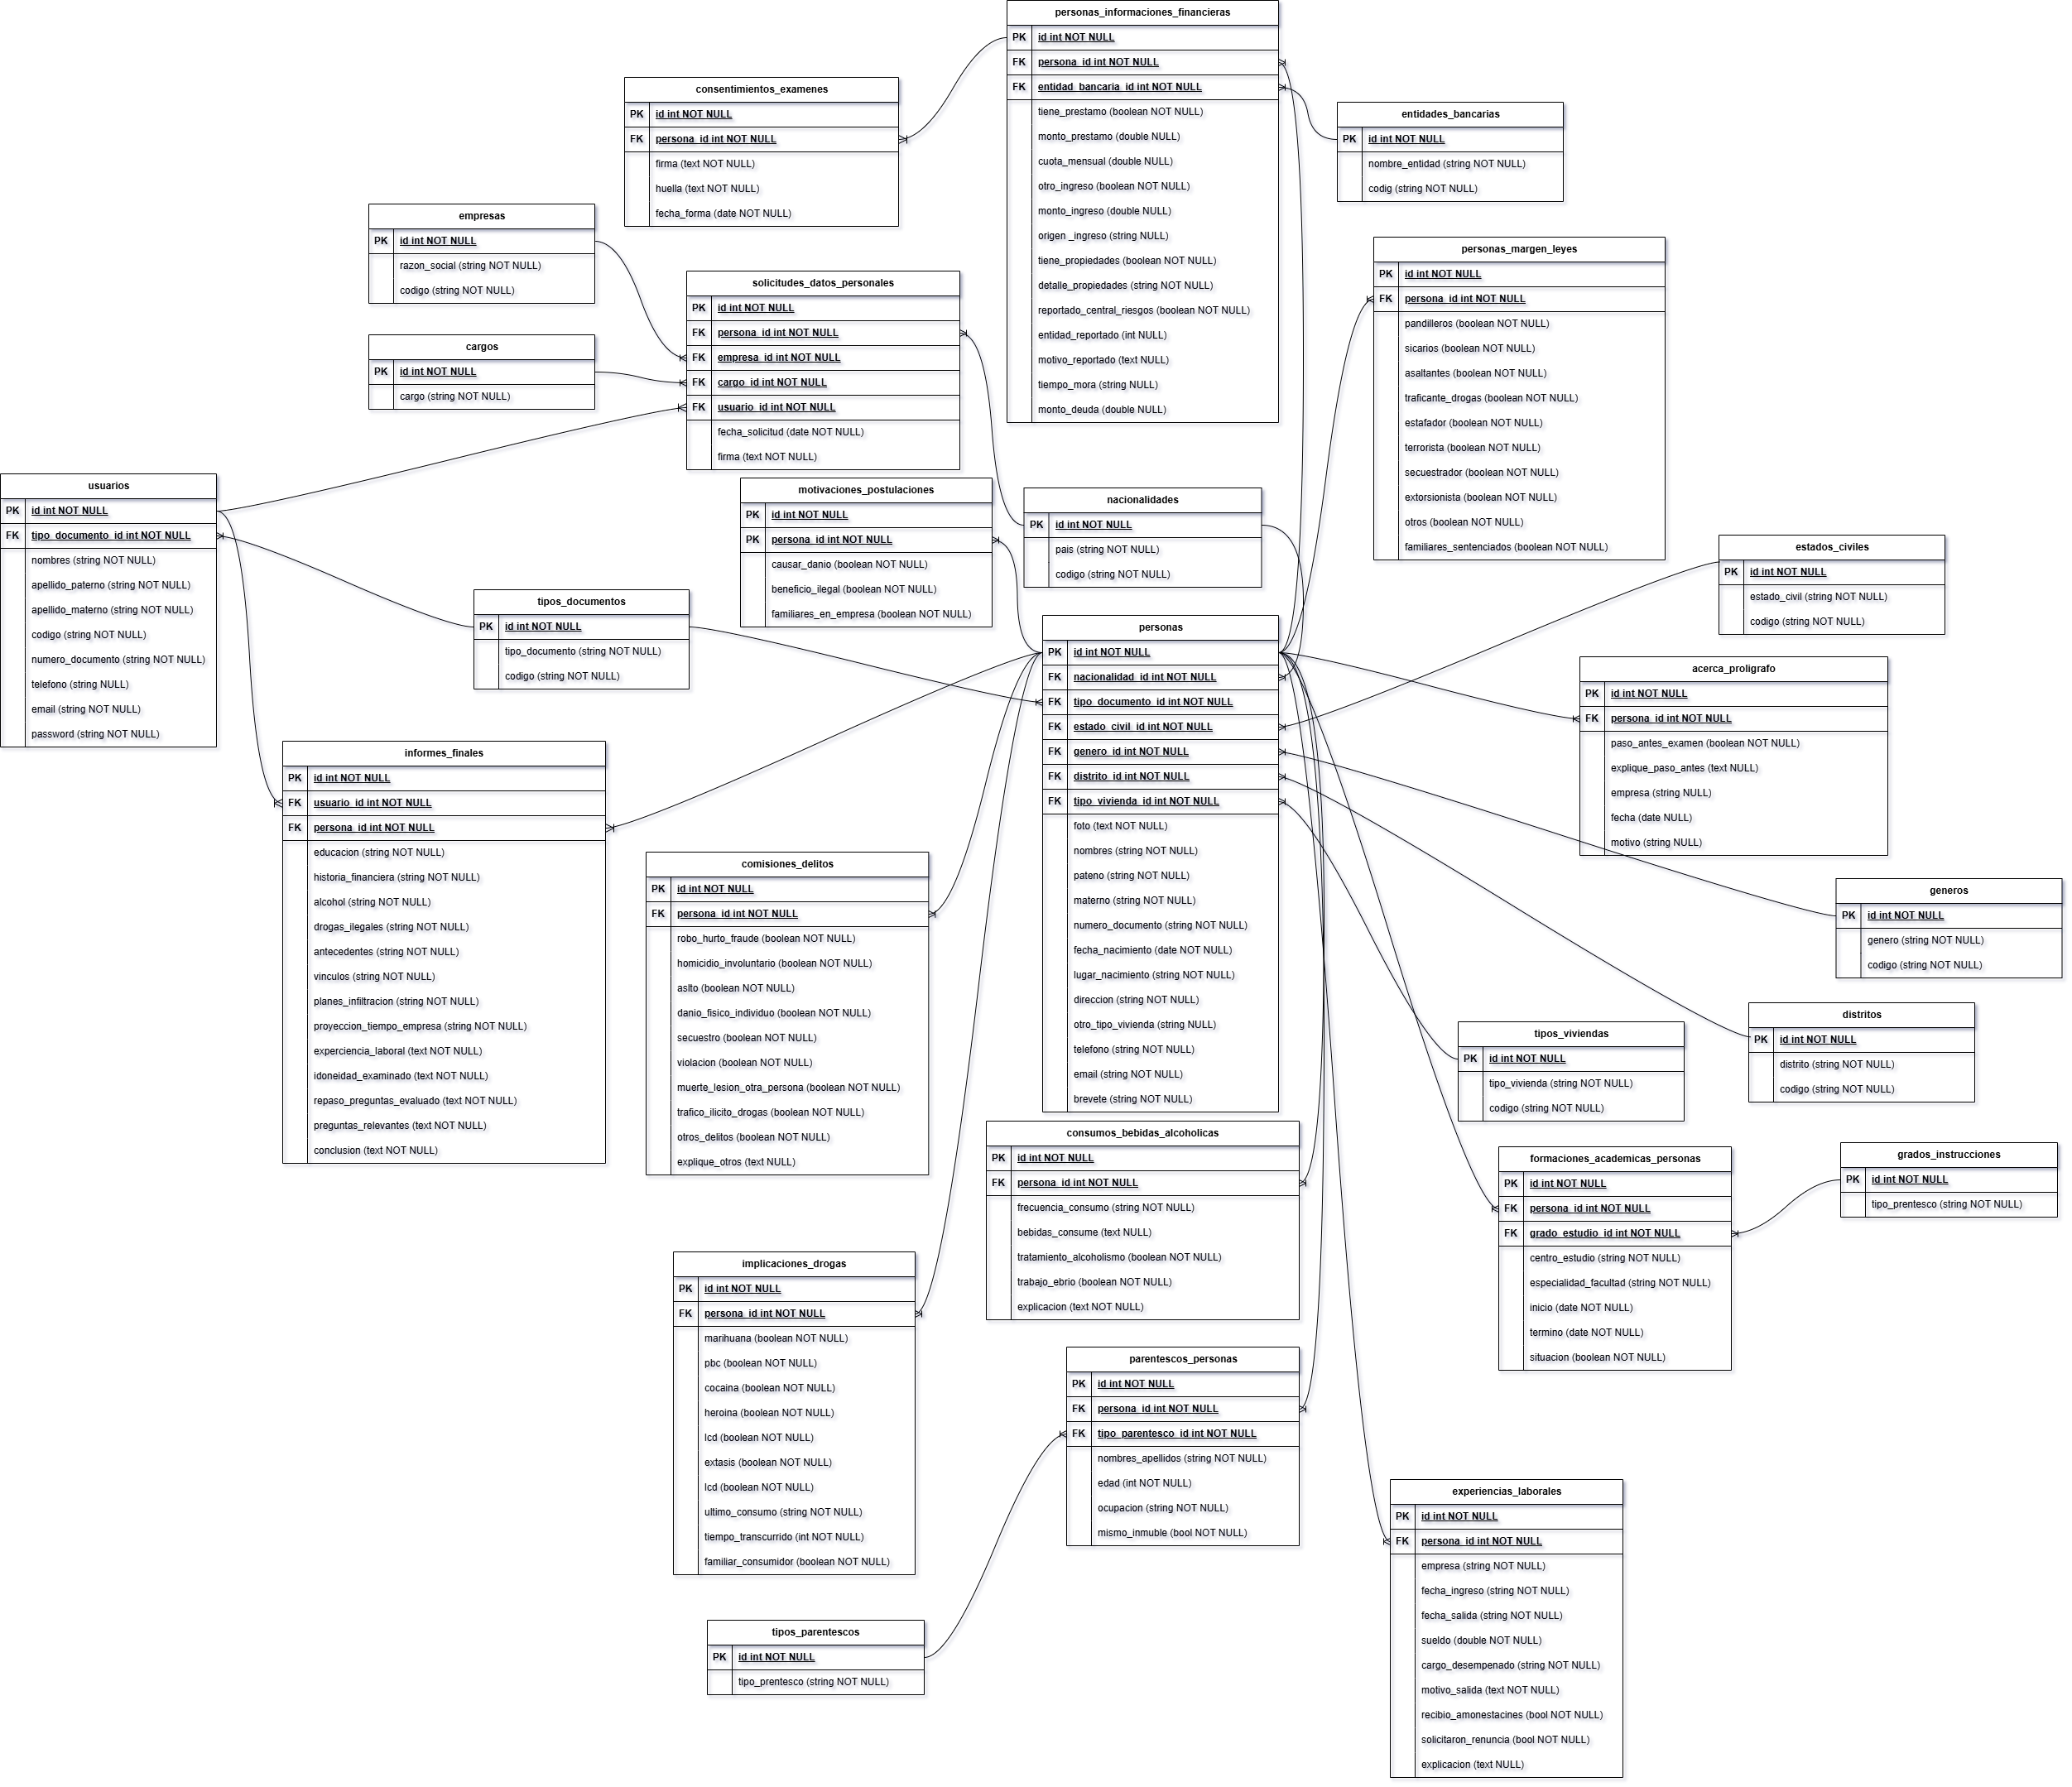 personas_informaciones_financieras
PK id int NOT NULL
FK persona_id int NOT NULL
FK entidad_bancaria_id int NOT NULL
tiene_prestamo (boolean NOT NULL)
monto_prestamo (double NULL)
cuota_mensual (double NULL)
otro_ingreso (boolean NOT NULL)
monto_ingreso (double NULL)
origen _ingreso (string NULL)
tiene_propiedades (boolean NOT NULL)
detalle_propiedades (string NOT NULL)
reportado_central_riesgos (boolean NOT NULL)
entidad_reportado (int NULL)
motivo_reportado (text NULL)
tiempo_mora (string NULL)
monto_deuda (double NULL)
consentimientos_examenes
PK id int NOT NULL
FK persona_id int NOT NULL
firma (text NOT NULL)
huella (text NOT NULL)
fecha_forma (date NOT NULL)
entidades_bancarias
PK id int NOT NULL
nombre_entidad (string NOT NULL)
codig (string NOT NULL)
empresas
PK id int NOT NULL
razon_social (string NOT NULL)
codigo (string NOT NULL)
personas_margen_leyes
PK id int NOT NULL
FK persona_id int NOT NULL
pandilleros (boolean NOT NULL)
sicarios (boolean NOT NULL)
asaltantes (boolean NOT NULL)
traficante_drogas (boolean NOT NULL)
estafador (boolean NOT NULL)
terrorista (boolean NOT NULL)
secuestrador (boolean NOT NULL)
extorsionista (boolean NOT NULL)
otros (boolean NOT NULL)
familiares_sentenciados (boolean NOT NULL)
solicitudes_datos_personales
PK id int NOT NULL
FK persona_id int NOT NULL
FK empresa_id int NOT NULL
FK cargo_id int NOT NULL
FK usuario_id int NOT NULL
fecha_solicitud (date NOT NULL)
firma (text NOT NULL)
cargos
PK id int NOT NULL
cargo (string NOT NULL)
usuarios
PK id int NOT NULL
FK tipo_documento_id int NOT NULL
nombres (string NOT NULL)
apellido_paterno (string NOT NULL)
apellido_materno (string NOT NULL)
codigo (string NOT NULL)
numero_documento (string NOT NULL)
telefono (string NULL)
email (string NOT NULL)
password (string NOT NULL)
motivaciones_postulaciones
PK id int NOT NULL
PK persona_id int NOT NULL
causar_danio (boolean NOT NULL)
beneficio_ilegal (boolean NOT NULL)
familiares_en_empresa (boolean NOT NULL)
nacionalidades
PK id int NOT NULL
pais (string NOT NULL)
codigo (string NOT NULL)
estados_civiles
PK id int NOT NULL
estado_civil (string NOT NULL)
codigo (string NOT NULL)
tipos_documentos
PK id int NOT NULL
tipo_documento (string NOT NULL)
codigo (string NOT NULL)
personas
PK id int NOT NULL
FK nacionalidad_id int NOT NULL
FK tipo_documento_id int NOT NULL
FK estado_civil_id int NOT NULL
FK genero_id int NOT NULL
FK distrito_id int NOT NULL
FK tipo_vivienda_id int NOT NULL
foto (text NOT NULL)
nombres (string NOT NULL)
pateno (string NOT NULL)
materno (string NOT NULL)
numero_documento (string NOT NULL)
fecha_nacimiento (date NOT NULL)
lugar_nacimiento (string NOT NULL)
direccion (string NOT NULL)
otro_tipo_vivienda (string NOT NULL)
telefono (string NOT NULL)
email (string NOT NULL)
brevete (string NOT NULL)
acerca_proligrafo
PK id int NOT NULL
FK persona_id int NOT NULL
paso_antes_examen (boolean NOT NULL)
explique_paso_antes (text NULL)
empresa (string NULL)
fecha (date NULL)
motivo (string NULL)
informes_finales
PK id int NOT NULL
FK usuario_id int NOT NULL
FK persona_id int NOT NULL
educacion (string NOT NULL)
historia_financiera (string NOT NULL)
alcohol (string NOT NULL)
drogas_ilegales (string NOT NULL)
antecedentes (string NOT NULL)
vinculos (string NOT NULL)
planes_infiltracion (string NOT NULL)
proyeccion_tiempo_empresa (string NOT NULL)
experciencia_laboral (text NOT NULL)
idoneidad_examinado (text NOT NULL)
repaso_preguntas_evaluado (text NOT NULL)
preguntas_relevantes (text NOT NULL)
conclusion (text NOT NULL)
comisiones_delitos
PK id int NOT NULL
FK persona_id int NOT NULL
robo_hurto_fraude (boolean NOT NULL)
homicidio_involuntario (boolean NOT NULL)
aslto (boolean NOT NULL)
danio_fisico_individuo (boolean NOT NULL)
secuestro (boolean NOT NULL)
violacion (boolean NOT NULL)
muerte_lesion_otra_persona (boolean NOT NULL)
trafico_ilicito_drogas (boolean NOT NULL)
otros_delitos (boolean NOT NULL)
explique_otros (text NULL)
generos
PK id int NOT NULL
genero (string NOT NULL)
codigo (string NOT NULL)
distritos
PK id int NOT NULL
distrito (string NOT NULL)
codigo (string NOT NULL)
tipos_viviendas
PK id int NOT NULL
tipo_vivienda (string NOT NULL)
codigo (string NOT NULL)
consumos_bebidas_alcoholicas
PK id int NOT NULL
FK persona_id int NOT NULL
frecuencia_consumo (string NOT NULL)
bebidas_consume (text NULL)
tratamiento_alcoholismo (boolean NOT NULL)
trabajo_ebrio (boolean NOT NULL)
explicacion (text NOT NULL)
formaciones_academicas_personas
PK id int NOT NULL
FK persona_id int NOT NULL
FK grado_estudio_id int NOT NULL
centro_estudio (string NOT NULL)
especialidad_facultad (string NOT NULL)
inicio (date NOT NULL)
termino (date NOT NULL)
situacion (boolean NOT NULL)
grados_instrucciones
PK id int NOT NULL
tipo_prentesco (string NOT NULL)
implicaciones_drogas
PK id int NOT NULL
FK persona_id int NOT NULL
marihuana (boolean NOT NULL)
pbc (boolean NOT NULL)
cocaina (boolean NOT NULL)
heroina (boolean NOT NULL)
lcd (boolean NOT NULL)
extasis (boolean NOT NULL)
lcd (boolean NOT NULL)
ultimo_consumo (string NOT NULL)
tiempo_transcurrido (int NOT NULL)
familiar_consumidor (boolean NOT NULL)
parentescos_personas
PK id int NOT NULL
FK persona_id int NOT NULL
FK tipo_parentesco_id int NOT NULL
nombres_apellidos (string NOT NULL)
edad (int NOT NULL)
ocupacion (string NOT NULL)
mismo_inmuble (bool NOT NULL)
experiencias_laborales
PK id int NOT NULL
FK persona_id int NOT NULL
empresa (string NOT NULL)
fecha_ingreso (string NOT NULL)
fecha_salida (string NOT NULL)
sueldo (double NOT NULL)
cargo_desempenado (string NOT NULL)
motivo_salida (text NOT NULL)
recibio_amonestacines (bool NOT NULL)
solicitaron_renuncia (bool NOT NULL)
explicacion (text NULL)
tipos_parentescos
PK id int NOT NULL
tipo_prentesco (string NOT NULL)